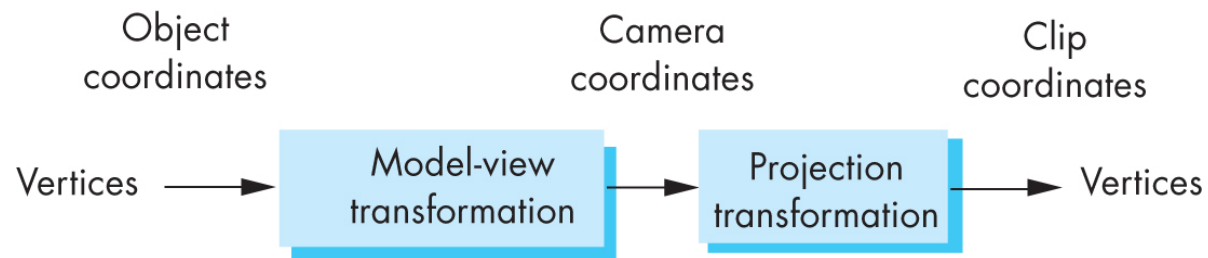 Object
coordinates
Camera
coordinates
Clip
coordinates
Vertices
Model-view
transformation
Projection
transformation
Vertices